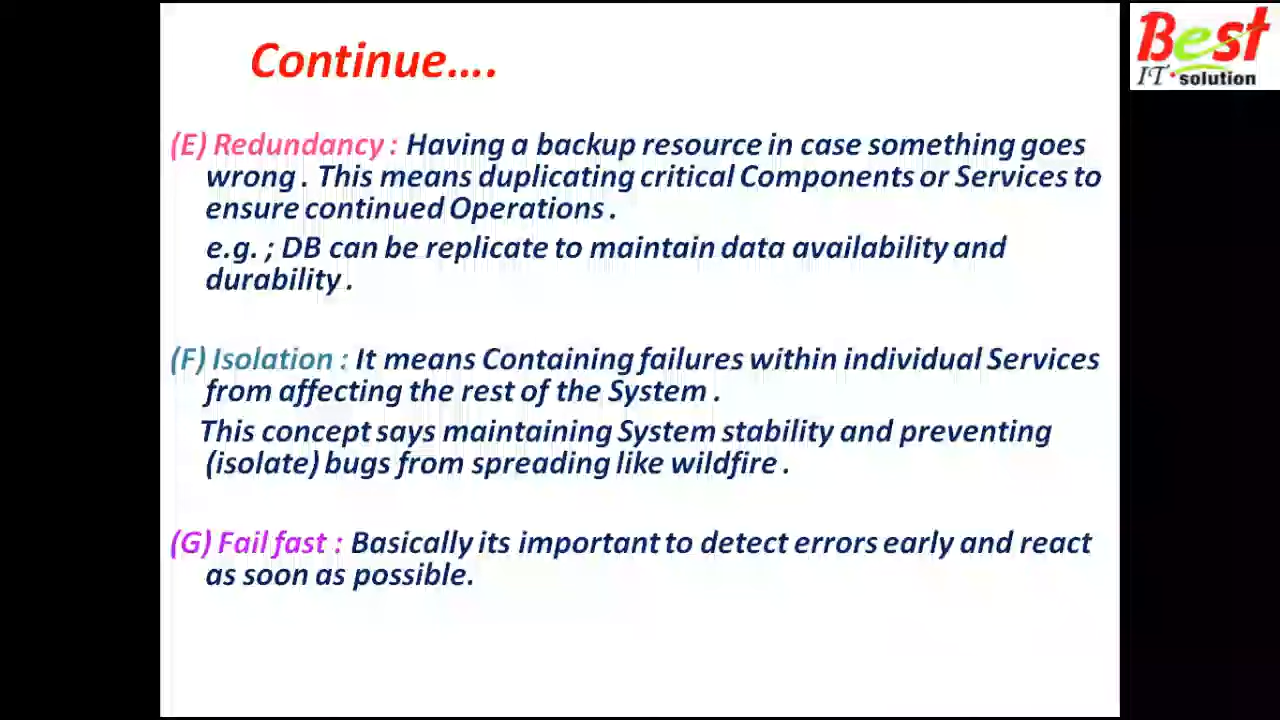 Continue....
Best
IT solution
(E) Redundancy : Having a backup resource in case something goes
wrong . This means duplicating critical Components or Services to
ensure continued Operations .
e.g. ; DB can be replicate to maintain data availability and
durability .
(F) Isolation : It means Containing failures within individual Services
from affecting the rest of the System .
This concept says maintaining System stability and preventing
(isolate) bugs from spreading like wildfire .
(G) Fail fast : Basically its important to detect errors early and react
as soon as possible.